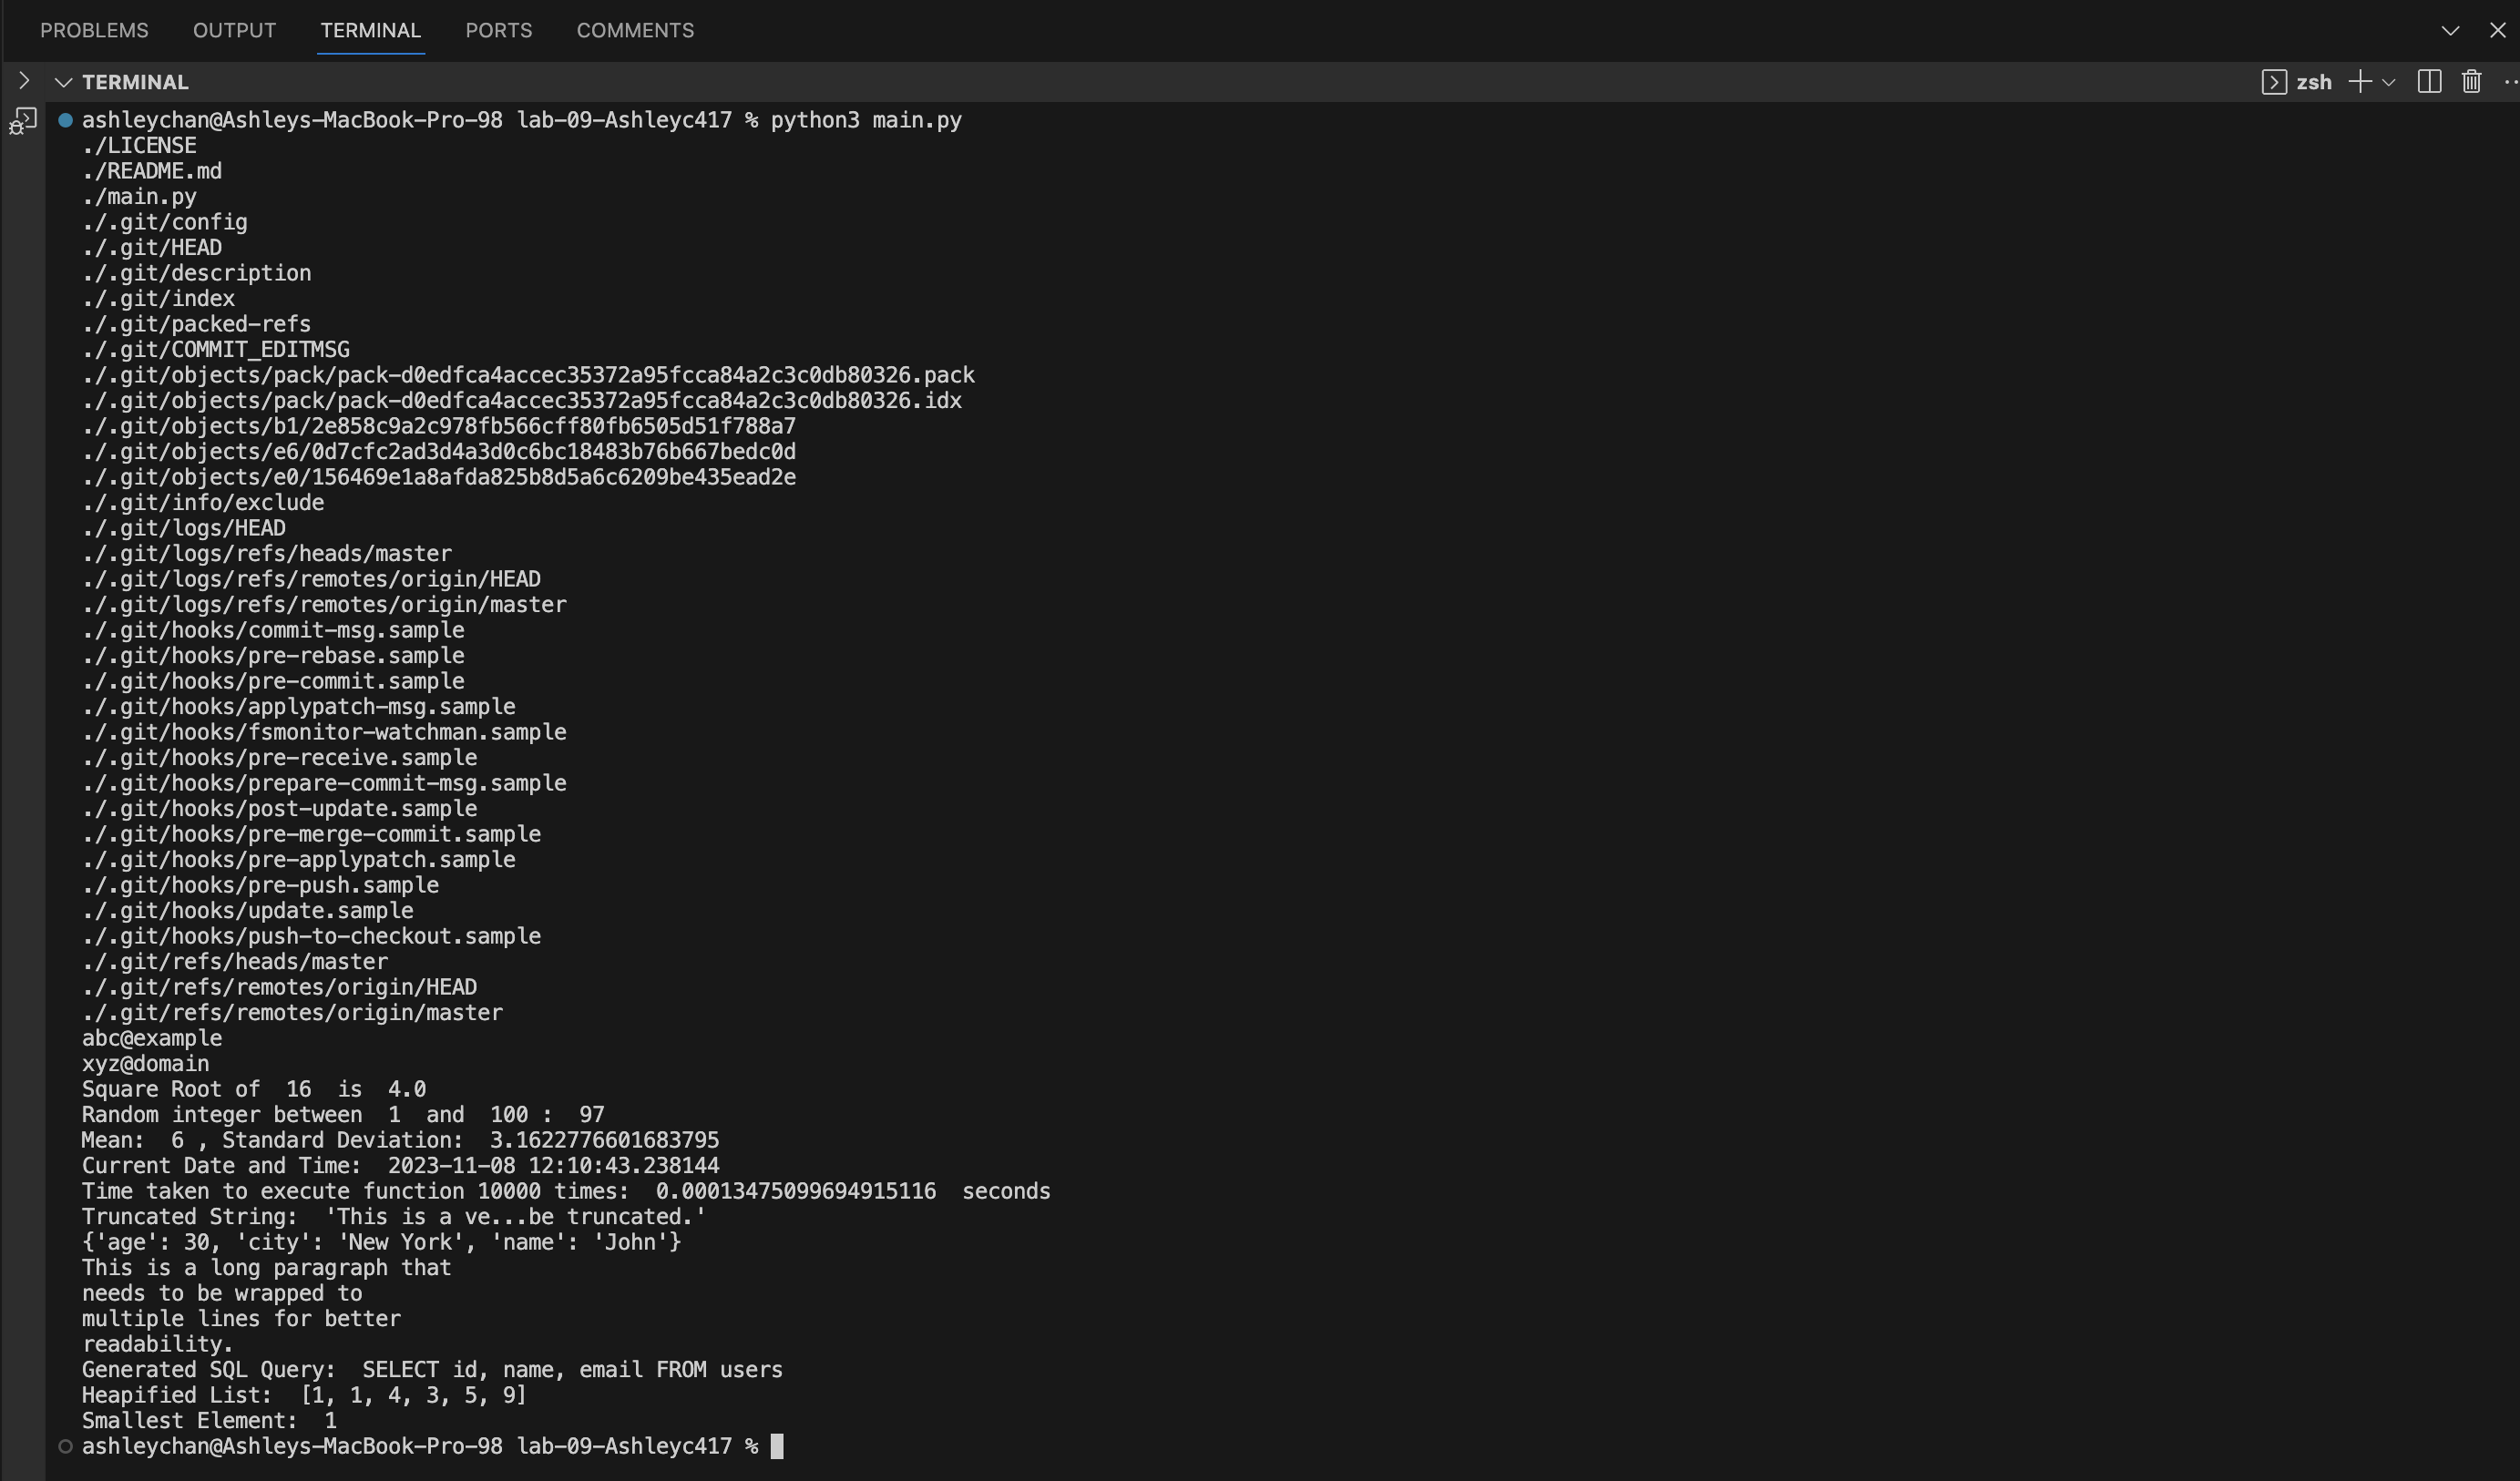 PROBLEMS OUTPUT TERMINAL PORTS COMMENTS
TERMINAL zsh
ashleychan@Ashleys-MacBook-Pro-98 lab-09-Ashleyc417 % python3 main.py
./LICENSE
./README.md
./main.py
./.git/config
./.git/HEAD
./.git/description
./.git/index
./.git/packed-refs
./.git/COMMIT_EDITMSG
./.git/objects/pack/pack-d0edfca4accec35372a95fcca84a2c3c0db80326.pack
./.git/objects/pack/pack-d0edfca4accec35372a95fcca84a2c3c0db80326.idx
./.git/objects/b1/2e858c9a2c978fb566cff80fb6505d51f788a7
./.git/objects/e6/0d7cfc2ad3d4a3d0c6bc18483b76b667bedc0d
./.git/objects/e0/156469e1a8afda825b8d5a6c6209be435ead2e
./.git/info/exclude
./.git/logs/HEAD
./.git/logs/refs/heads/master
./.git/logs/refs/remotes/origin/HEAD
./.git/logs/refs/remotes/origin/master
./.git/hooks/commit-msg.sample
./.git/hooks/pre-rebase.sample
./.git/hooks/pre-commit.sample
./.git/hooks/applypatch-msg.sample
./.git/hooks/fsmonitor-watchman.sample
./.git/hooks/pre-receive.sample
./.git/hooks/prepare-commit-msg.sample
./.git/hooks/post-update.sample
./.git/hooks/pre-merge-commit.sample
./.git/hooks/pre-applypatch.sample
./.git/hooks/pre-push.sample
./.git/hooks/update.sample
./.git/hooks/push-to-checkout.sample
./.git/refs/heads/master
./.git/refs/remotes/origin/HEAD
./.git/refs/remotes/origin/master
abc@example
xyz@domain
Square Root of  16  is  4.0
Random integer between  1  and  100 :  97
Mean:  6 , Standard Deviation:  3.1622776601683795
Current Date and Time:  2023-11-08 12:10:43.238144
Time taken to execute function 10000 times:  0.00013475099694915116  seconds
Truncated String:  'This is a ve...be truncated.'
{'age': 30, 'city': 'New York', 'name': 'John'}
This is a long paragraph that
needs to be wrapped to
multiple lines for better
readability.
Generated SQL Query:  SELECT id, name, email FROM users
Heapified List:  [1, 1, 4, 3, 5, 9]
Smallest Element:  1
ashleychan@Ashleys-MacBook-Pro-98 lab-09-Ashleyc417 %